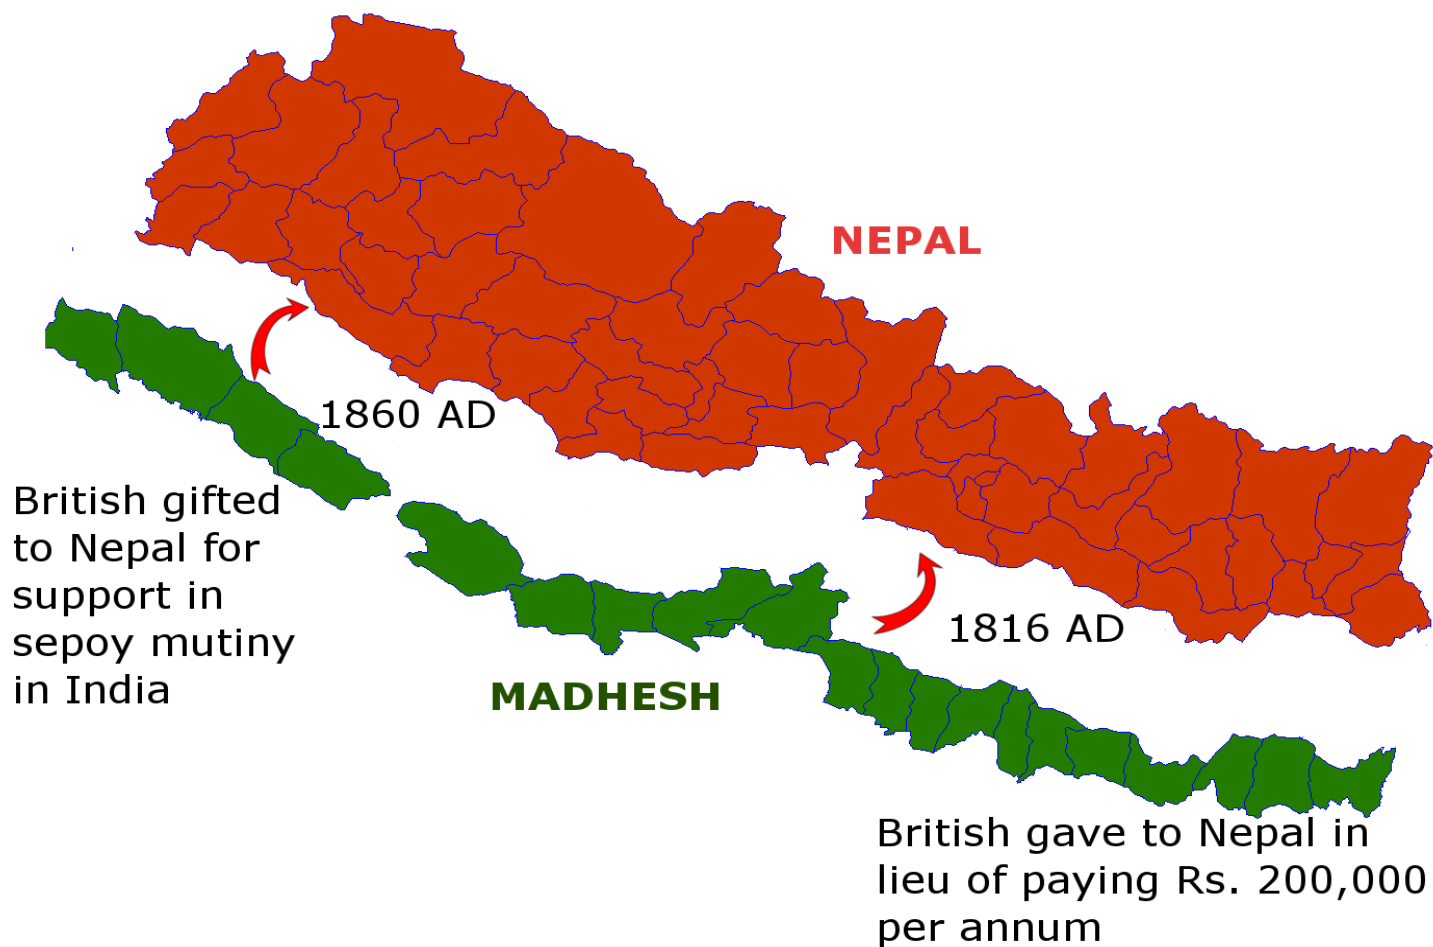 NEPAL
1860 AD
British gifted
to Nepal for
support in
sepoy mutiny
in India
1816 AD
MADHESH
British gave to Nepal in
lieu of paying Rs. 200,000
per annum